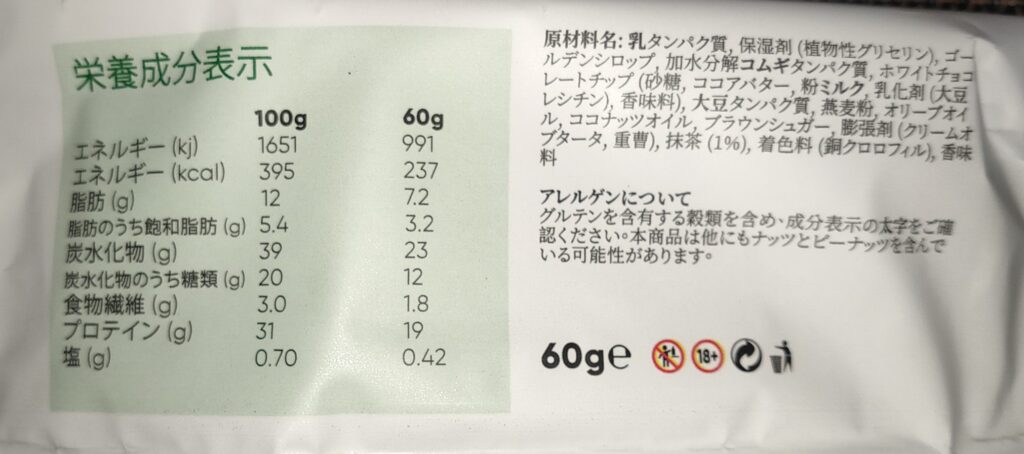 栄養成分表示
100g 60g
エネルギー (kj) 1651 991
エネルギー (kcal) 395 237
脂肪 (g) 12 7.2
脂肪のうち飽和脂肪 (g) 5.4 3.2
炭水化物 (g) 39 23
炭水化物のうち糖類 (g) 20 12
食物繊維 (g) 3.0 1.8
プロテイン (g) 31 19
塩 (g) 0.70 0.42
原材料名: 乳タンパク質, 保湿剤 (植物性グリセリン), ゴー
ルデンシロップ, 加水分解コムギタンパク質, ホワイトチョコ
レートチップ (砂糖, ココアバター, 粉ミルク, 乳化剤 (大豆
レシチン), 香味料), 大豆タンパク質, 燕麦粉, オリーブオイ
ル, ココナッツオイル, ブラウンシュガー, 膨張剤 (クリームオ
ブタータ, 重曹), 抹茶 (1%), 着色料 (銅クロロフィル), 香味
料
アレルゲンについて
グルテンを含有する穀類を含め、成分表示の太字をご確
認ください。本商品は他にもナッツとピーナッツを含んで
いる可能性があります。
60g℮ 18+